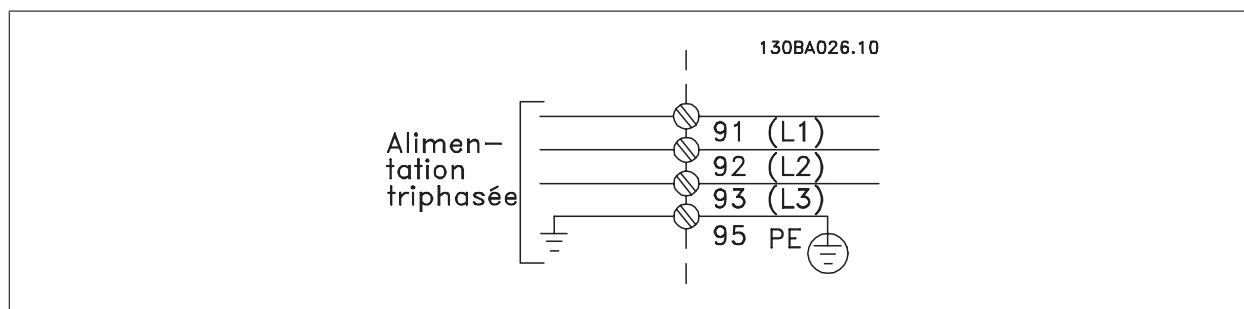 130BA026.10
Alimen-
tation
triphasée
91 (L1)
92 (L2)
93 (L3)
95 PE